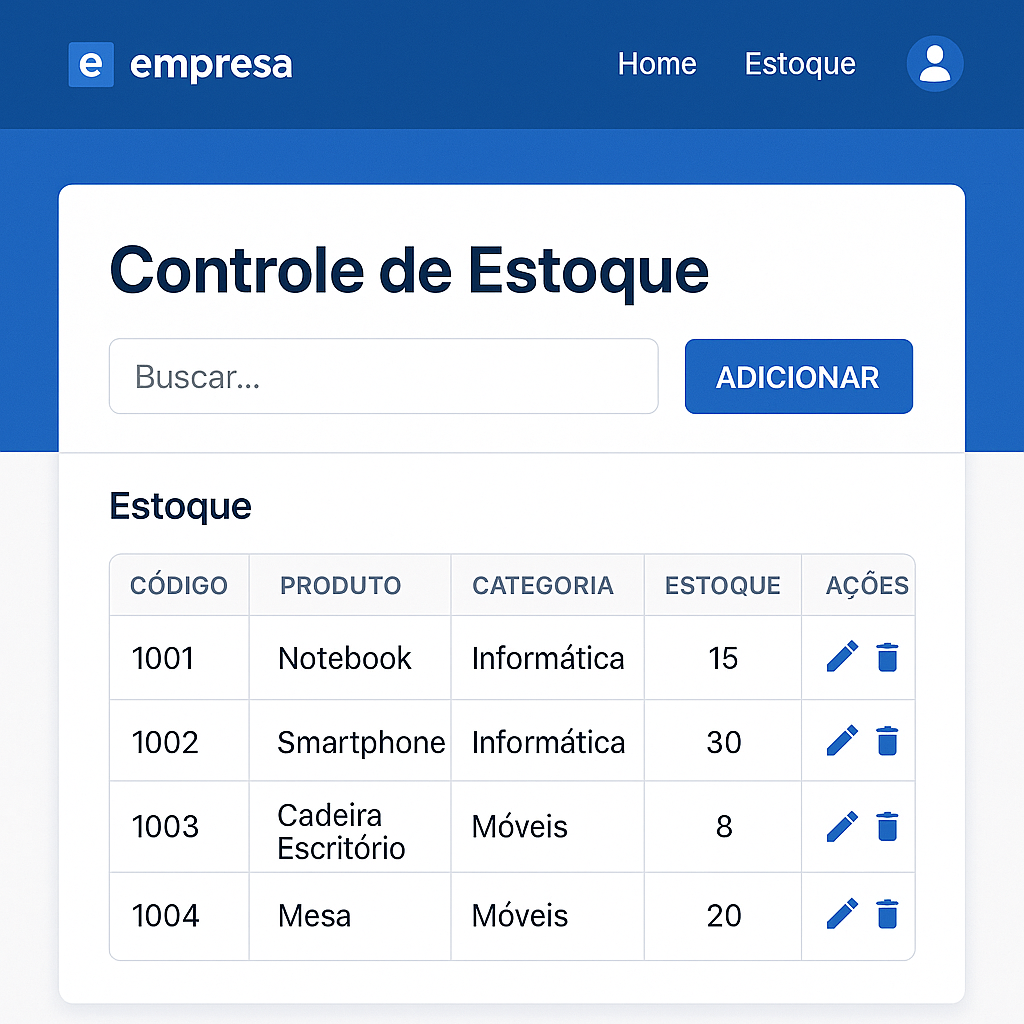 e empresa Home Estoque
Controle de Estoque
Buscar... ADICIONAR
Estoque
CÓDIGO PRODUTO CATEGORIA ESTOQUE AÇÕES
1001 Notebook Informática 15
1002 Smartphone Informática 30
1003 Cadeira Escritório Móveis 8
1004 Mesa Móveis 20